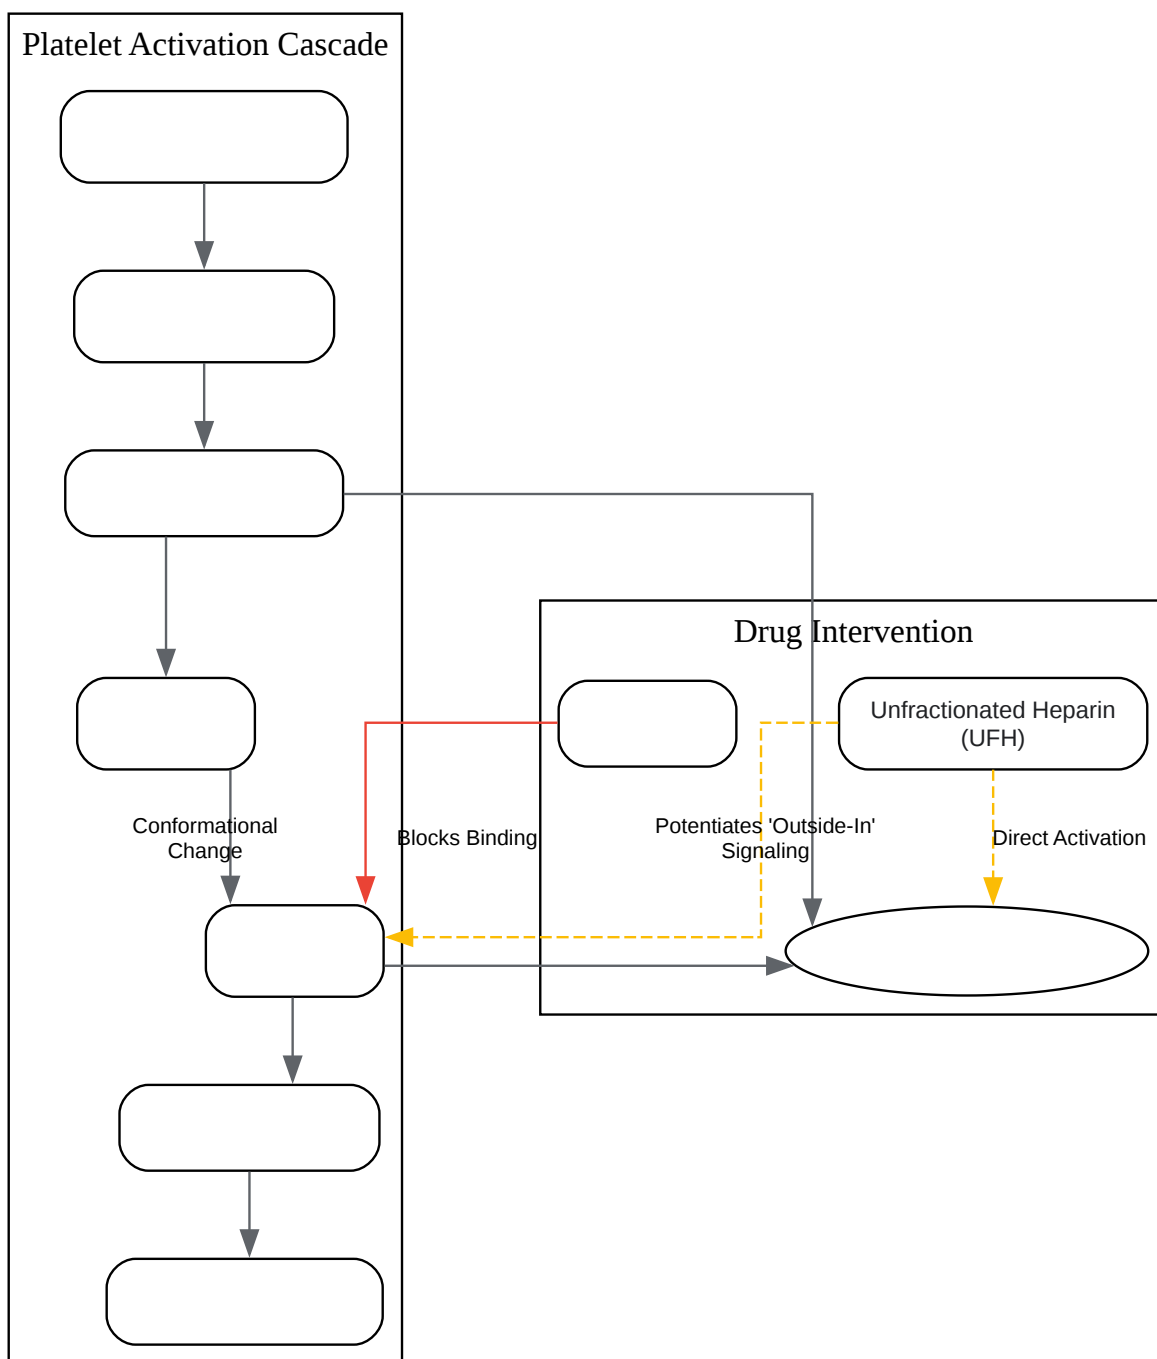 Platelet Activation Cascade
Drug Intervention
Unfractionated Heparin
(UFH)
Conformational
Change
Blocks Binding
Potentiates 'Outside-In'
Signaling
Direct Activation